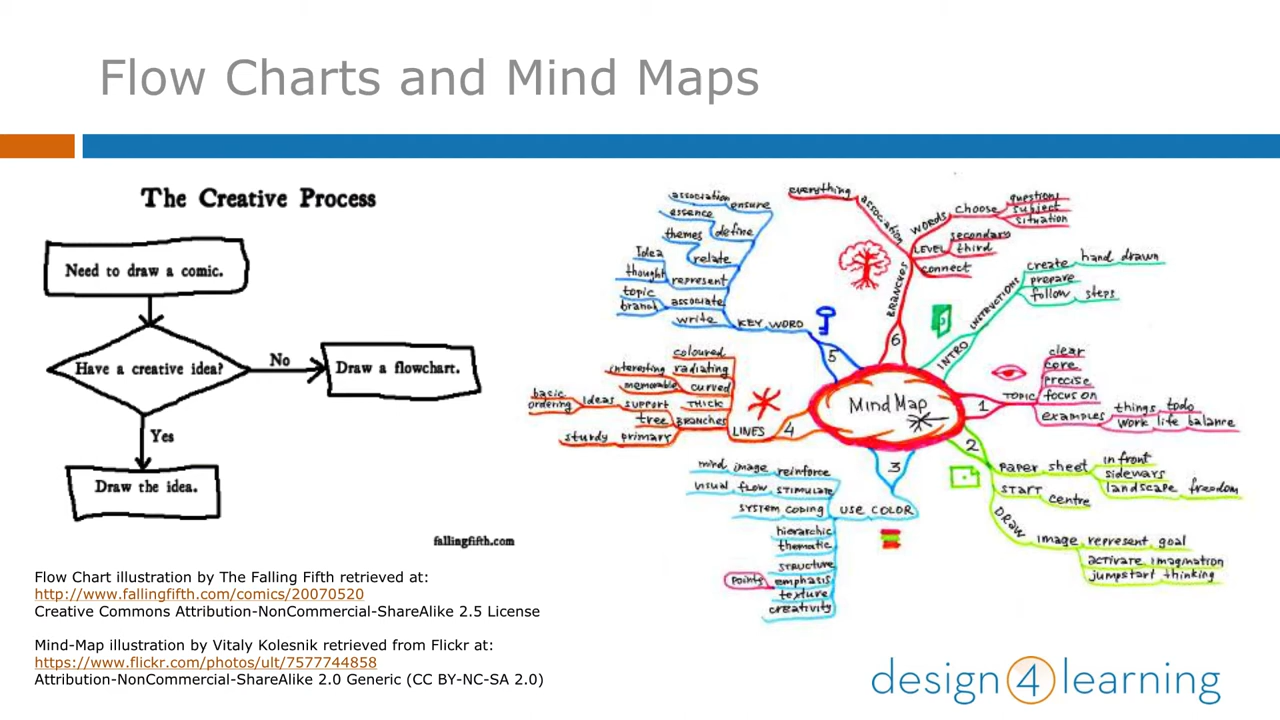 Flow Charts and Mind Maps
The Creative Process
Need to draw a comic.
Have a creative idea?
No
Draw a flowchart.
Yes
Draw the idea.
fallingfifth.com
Flow Chart illustration by The Falling Fifth retrieved at:
http://www.fallingfifth.com/comics/20070520
Creative Commons Attribution-NonCommercial-ShareAlike 2.5 License
Mind-Map illustration by Vitaly Kolesnik retrieved from Flickr at:
https://www.flickr.com/photos/ult/7577744858
Attribution-NonCommercial-ShareAlike 2.0 Generic (CC BY-NC-SA 2.0)
Mind Map
INTRO
INSTRUCTIONS
create
hand drawn
prepare
follow steps
1
TOPIC
clear
core
precise
focus on
examples
things todo
work life balance
2
PAPER SHEET
in front
sideways
landscape freedom
START
centre
DRAW
image represent goal
activate imagination
jumpstart thinking
3
USE COLOR
mind image reinforce
visual flow STIMULATE
SYSTEM CODING
hierarchic
thematic
STRUCTURE
points
emphasis
texture
creativity
4
LINES
coloured
interesting radiating
memorable curved
basic
ordering
ideas
support
THICK
tree
BRANCHES
sturdy primary
5
KEY WORD
association
ensure
essence
define
themes
relate
Idea
thought
represent
topic
branch
associate
write
6
BRANCHES
everything
association
WORDS
choose
question
subject
situation
LEVEL
secondary
third
connect
design 4 learning